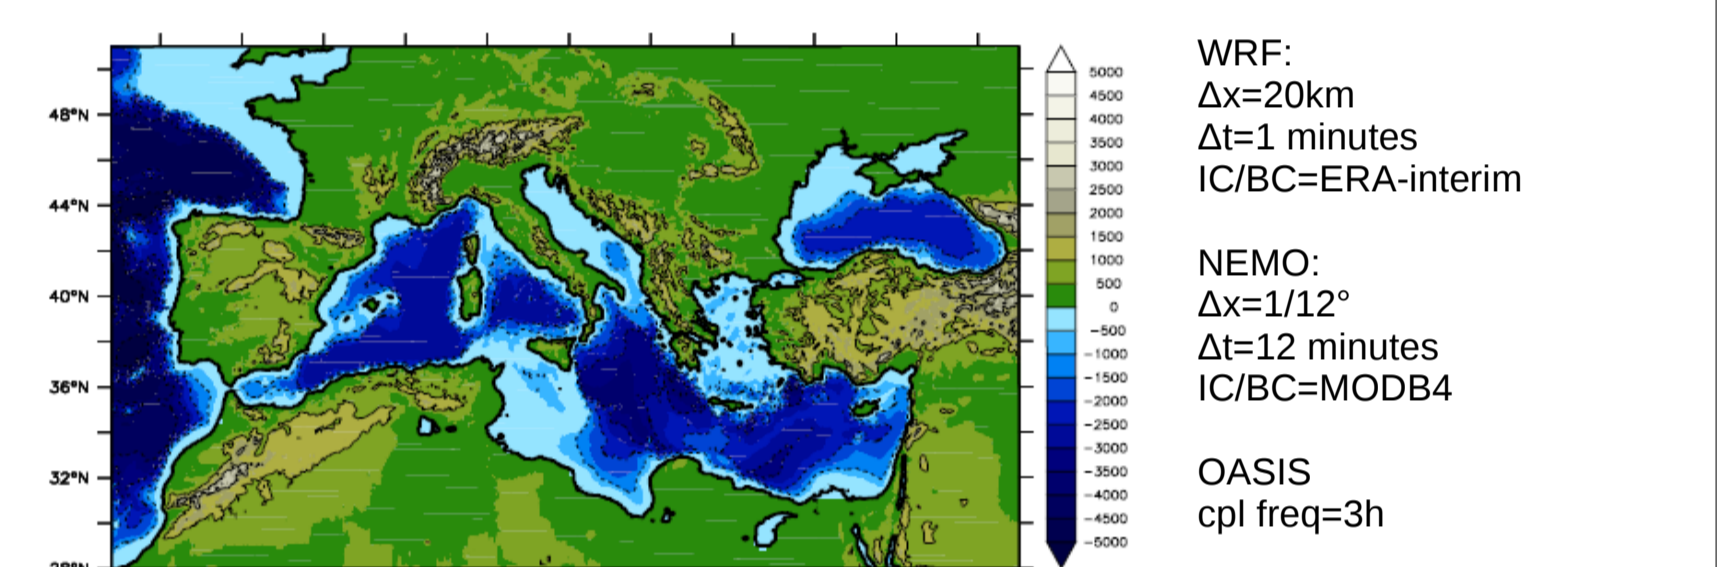 48°N
44°N
40°N
36°N
32°N
28°N
5000
4500
4000
3500
3000
2500
2000
1500
1000
500
0
−500
−1000
−1500
−2000
−2500
−3000
−3500
−4000
−4500
−5000
WRF:
Δx=20km
Δt=1 minutes
IC/BC=ERA-interim
NEMO:
Δx=1/12°
Δt=12 minutes
IC/BC=MODB4
OASIS
cpl freq=3h